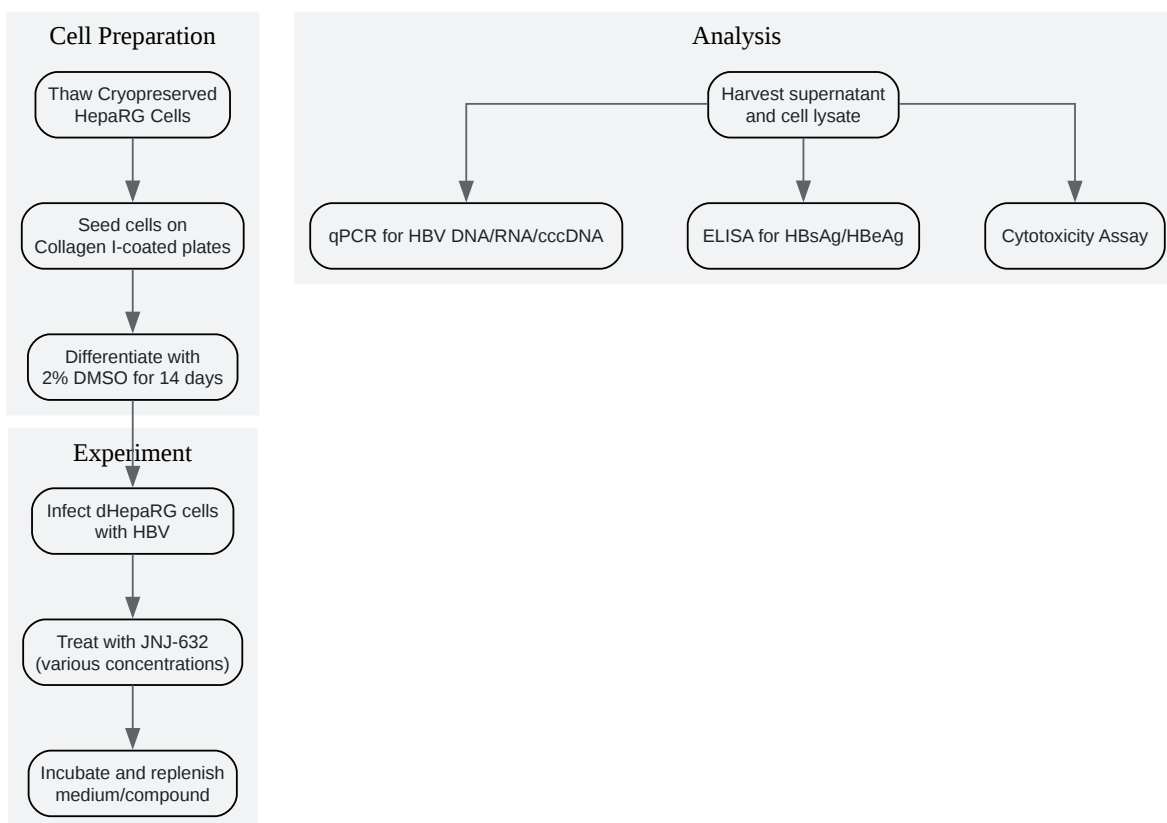 Cell Preparation
Thaw Cryopreserved
HepaRG Cells
Seed cells on
Collagen I-coated plates
Differentiate with
2% DMSO for 14 days
Experiment
Infect dHepaRG cells
with HBV
Treat with JNJ-632
(various concentrations)
Incubate and replenish
medium/compound
Analysis
Harvest supernatant
and cell lysate
qPCR for HBV DNA/RNA/cccDNA
ELISA for HBsAg/HBeAg
Cytotoxicity Assay